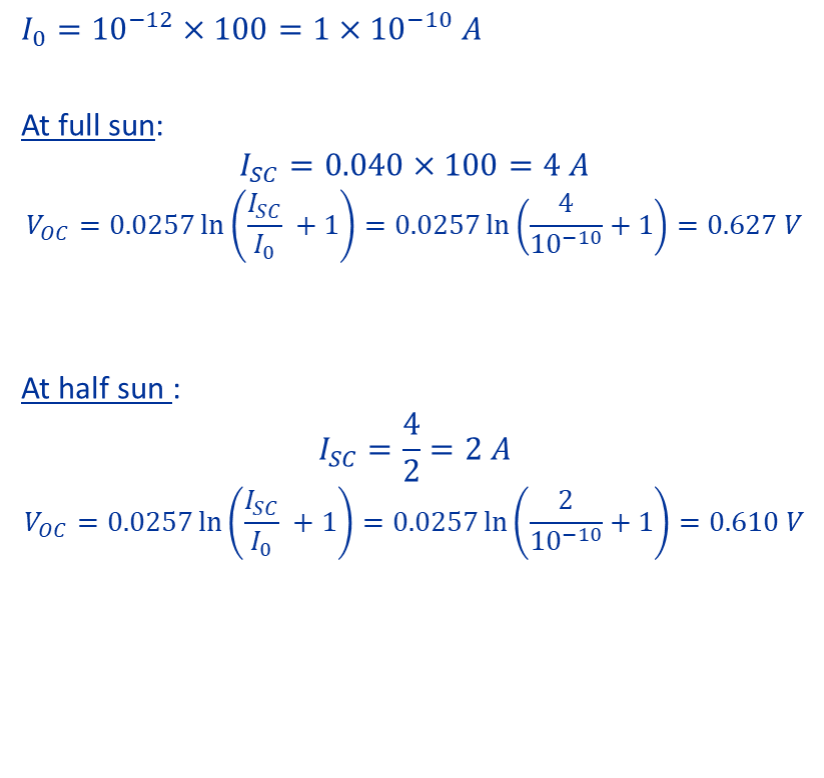 I₀ = 10⁻¹² × 100 = 1 × 10⁻¹⁰ A
At full sun:
I_SC = 0.040 × 100 = 4 A
V_OC = 0.0257 ln(I_SC/I₀ + 1) = 0.0257 ln(4/10⁻¹⁰ + 1) = 0.627 V
At half sun :
I_SC = 4/2 = 2 A
V_OC = 0.0257 ln(I_SC/I₀ + 1) = 0.0257 ln(2/10⁻¹⁰ + 1) = 0.610 V